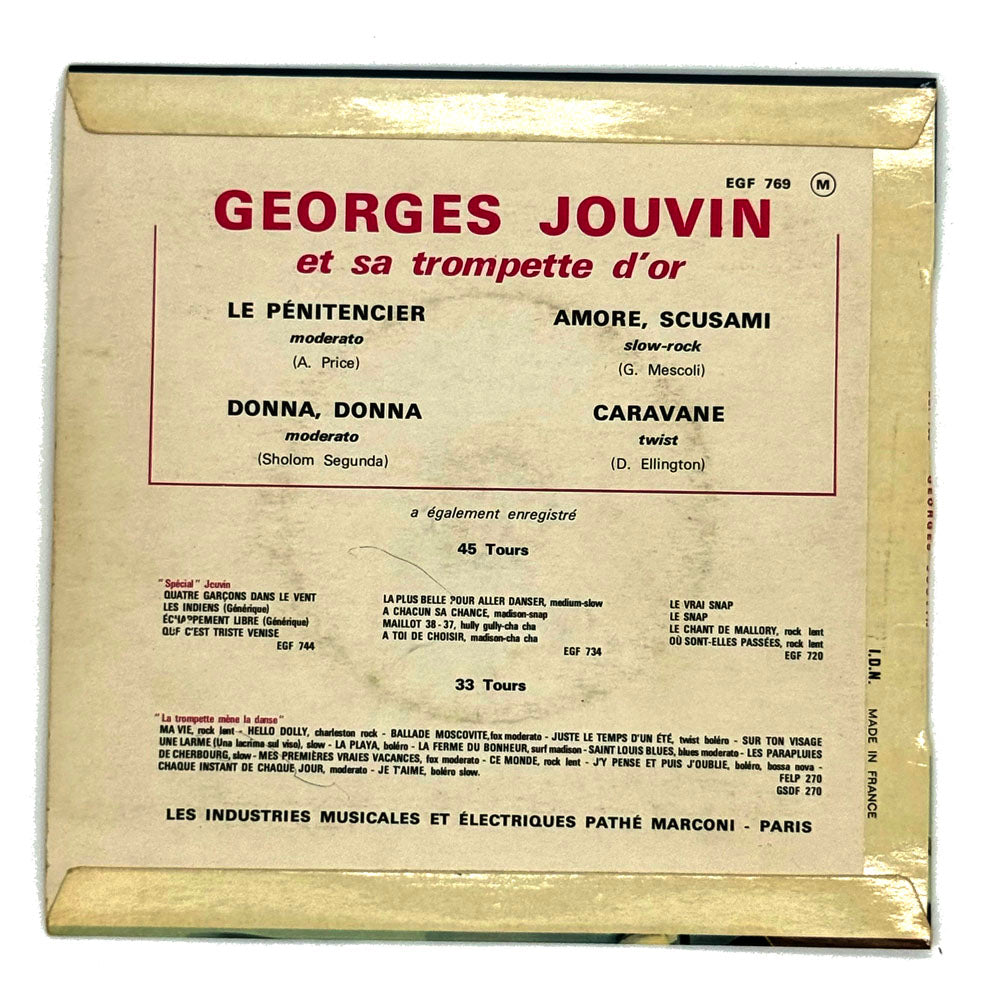 EGF 769 M
GEORGES JOUVIN
et sa trompette d'or
LE PÉNITENCIER
moderato
(A. Price)
AMORE, SCUSAMI
slow-rock
(G. Mescoli)
DONNA, DONNA
moderato
(Sholom Segunda)
CARAVANE
twist
(D. Ellington)
a également enregistré
45 Tours
"Spécial" Jouvin
QUATRE GARÇONS DANS LE VENT
LES INDIENS (Générique)
ÉCHAPPEMENT LIBRE (Générique)
QUE C'EST TRISTE VENISE
EGF 744
LA PLUS BELLE POUR ALLER DANSER, medium-slow
A CHACUN SA CHANCE, madison-snap
MAILLOT 38 - 37, hully gully-cha cha
A TOI DE CHOISIR, madison-cha cha
EGF 734
LE VRAI SNAP
LE SNAP
LE CHANT DE MALLORY, rock lent
OÙ SONT-ELLES PASSÉES, rock lent
EGF 720
33 Tours
"La trompette mène la danse"
MA VIE, rock lent - HELLO DOLLY, charleston rock - BALLADE MOSCOVITE, fox moderato - JUSTE LE TEMPS D'UN ÉTÉ, twist boléro - SUR TON VISAGE
UNE LARME (Una lacrima sul viso), slow - LA PLAYA, boléro - LA FERME DU BONHEUR, surf madison - SAINT LOUIS BLUES, blues moderato - LES PARAPLUIES
DE CHERBOURG, slow - MES PREMIÈRES VRAIES VACANCES, fox moderato - CE MONDE, rock lent - J'Y PENSE ET PUIS J'OUBLIE, boléro, bossa nova -
CHAQUE INSTANT DE CHAQUE JOUR, moderato - JE T'AIME, boléro slow.
FELP 270
GSDF 270
LES INDUSTRIES MUSICALES ET ÉLECTRIQUES PATHÉ MARCONI - PARIS
I.D.N. MADE IN FRANCE
GEORGES JOUVIN